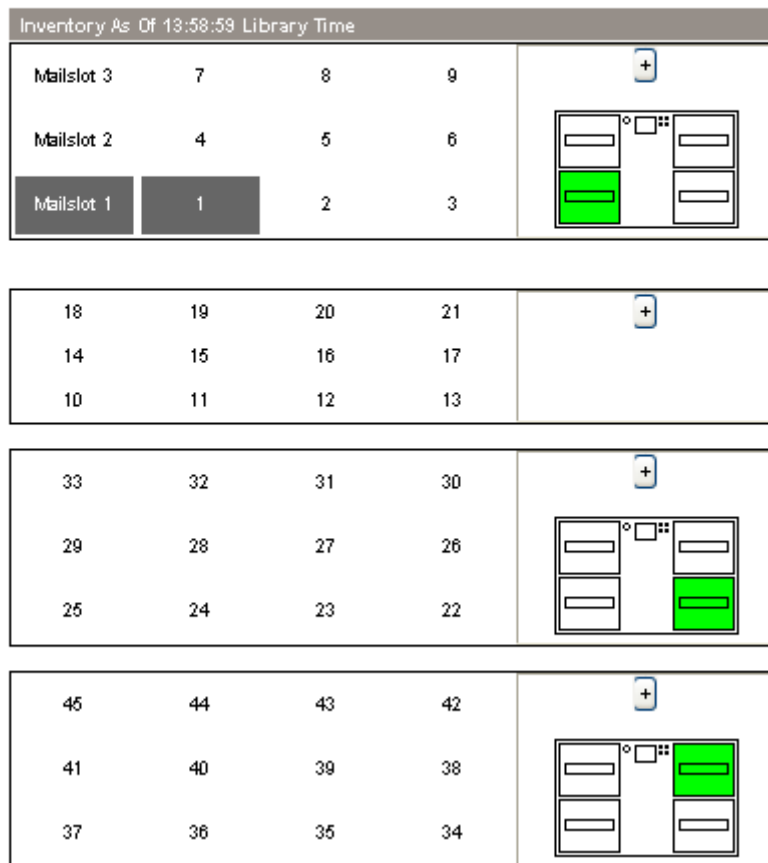 Inventory As Of 13:58:59 Library Time
Mailslot 3 7 8 9 +
Mailslot 2 4 5 6
Mailslot 1 1 2 3
18 19 20 21 +
14 15 16 17
10 11 12 13
33 32 31 30 +
29 28 27 26
25 24 23 22
45 44 43 42 +
41 40 39 38
37 36 35 34